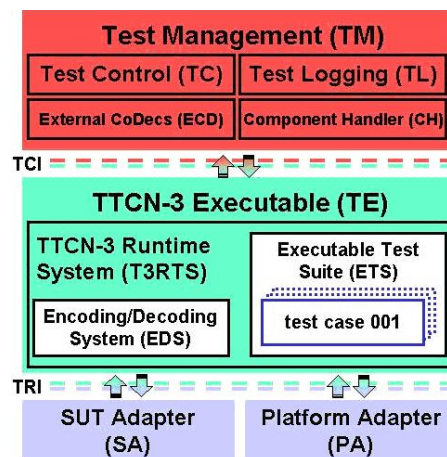 Test Management (TM)
Test Control (TC)
Test Logging (TL)
External CoDecs (ECD)
Component Handler (CH)
TCI
TTCN-3 Executable (TE)
TTCN-3 Runtime
System (T3RTS)
Executable Test
Suite (ETS)
Encoding/Decoding
System (EDS)
test case 001
TRI
SUT Adapter
(SA)
Platform Adapter
(PA)